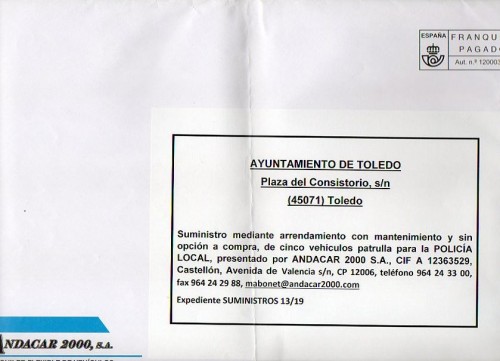 ESPAÑA
FRANQU
PAGADO
Aut. n.º 120003
AYUNTAMIENTO DE TOLEDO
Plaza del Consistorio, s/n
(45071) Toledo
Suministro mediante arrendamiento con mantenimiento y sin
opción a compra, de cinco vehiculos patrulla para la POLICÍA
LOCAL, presentado por ANDACAR 2000 S.A., CIF A 12363529,
Castellón, Avenida de Valencia s/n, CP 12006, teléfono 964 24 33 00,
fax 964 24 29 88, mabonet@andacar2000.com
Expediente SUMINISTROS 13/19
ANDACAR 2000, S.A.